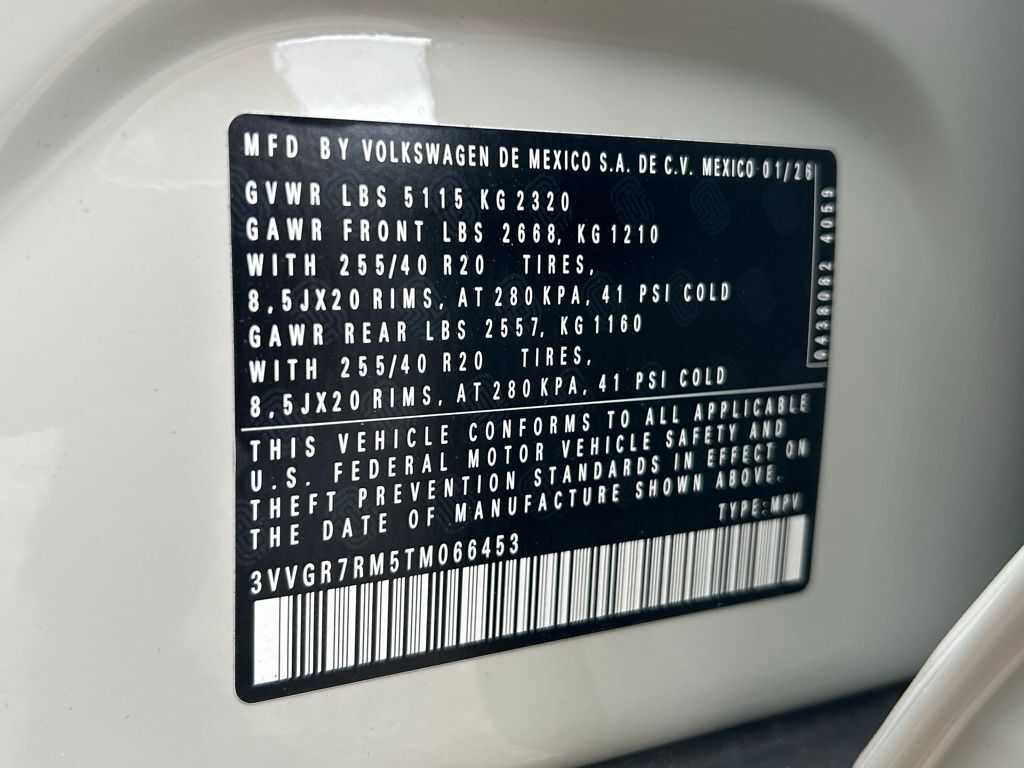 MFD BY VOLKSWAGEN DE MEXICO S.A. DE C.V. MEXICO 01/26
GVWR LBS 5115 KG 2320
GAWR FRONT LBS 2668, KG 1210
WITH 255/40 R20 TIRES,
8,5JX20 RIMS, AT 280 KPA, 41 PSI COLD
GAWR REAR LBS 2557, KG 1160
WITH 255/40 R20 TIRES,
8,5JX20 RIMS, AT 280 KPA, 41 PSI COLD
THIS VEHICLE CONFORMS TO ALL APPLICABLE
U.S. FEDERAL MOTOR VEHICLE SAFETY AND
THEFT PREVENTION STANDARDS IN EFFECT ON
THE DATE OF MANUFACTURE SHOWN ABOVE.
TYPE:MPV
3VVGR7RM5TM066453
0438062 4059